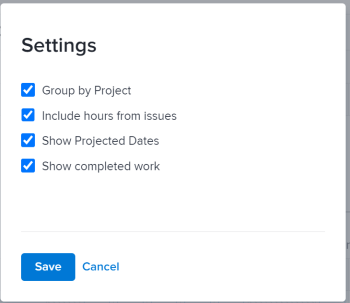 Settings
Group by Project
Include hours from issues
Show Projected Dates
Show completed work
Save Cancel